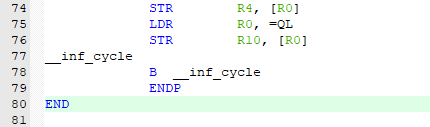 74 STR R4, [R0]
75 LDR R0, =QL
76 STR R10, [R0]
77 __inf_cycle
78 B __inf_cycle
79 ENDP
80 END
81